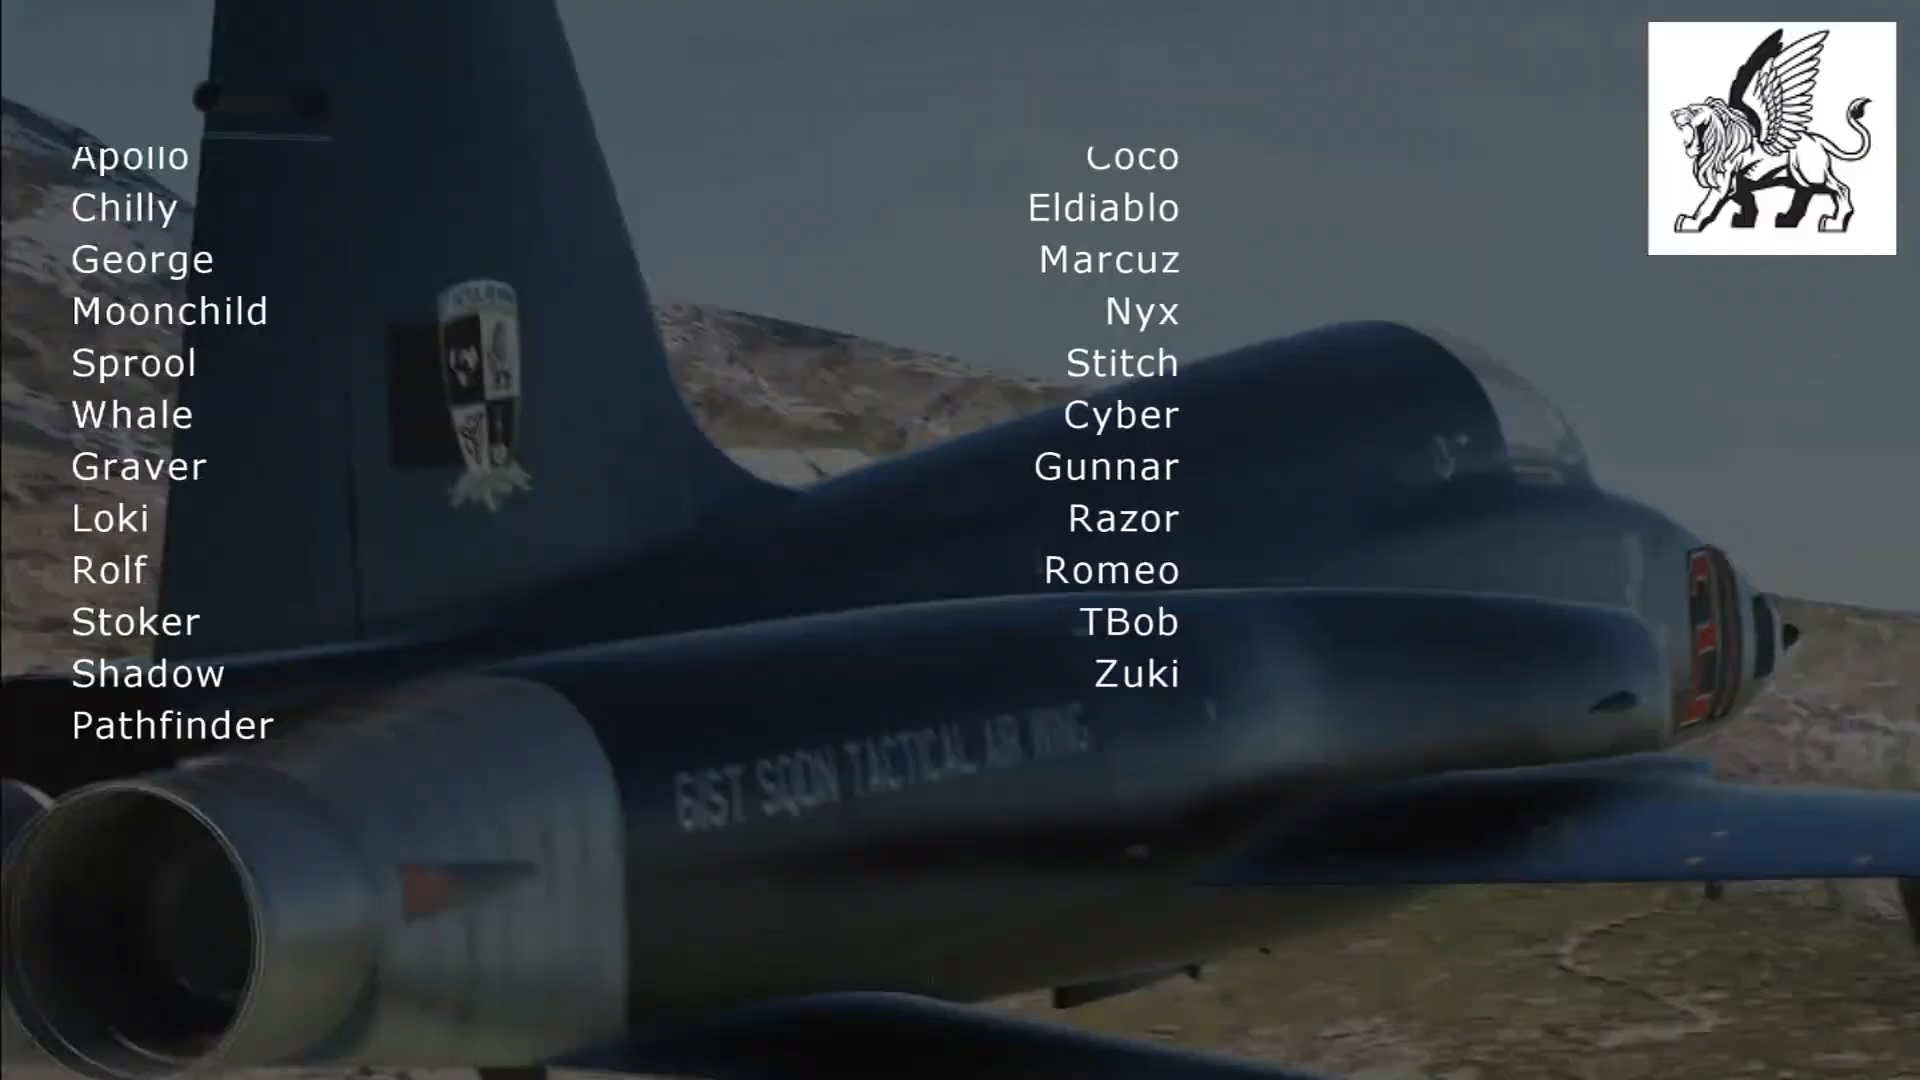 Apollo
Chilly
George
Moonchild
Sprool
Whale
Graver
Loki
Rolf
Stoker
Shadow
Pathfinder
Coco
Eldiablo
Marcuz
Nyx
Stitch
Cyber
Gunnar
Razor
Romeo
TBob
Zuki
61ST SQDN TACTICAL AIR WING